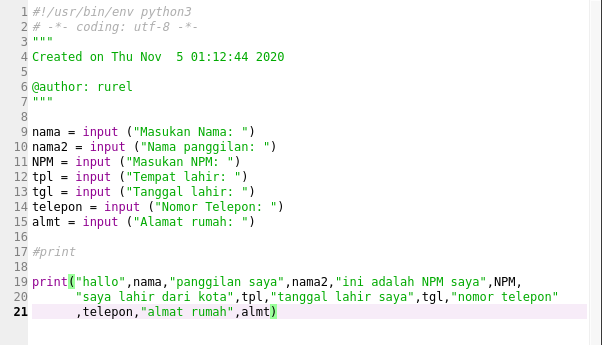 1 #!/usr/bin/env python3
2 # -*- coding: utf-8 -*-
3 """
4 Created on Thu Nov  5 01:12:44 2020
5
6 @author: rurel
7 """
8
9 nama = input ("Masukan Nama: ")
10 nama2 = input ("Nama panggilan: ")
11 NPM = input ("Masukan NPM: ")
12 tpl = input ("Tempat lahir: ")
13 tgl = input ("Tanggal lahir: ")
14 telepon = input ("Nomor Telepon: ")
15 almt = input ("Alamat rumah: ")
16
17 #print
18
19 print("hallo",nama,"panggilan saya",nama2,"ini adalah NPM saya",NPM,
20       "saya lahir dari kota",tpl,"tanggal lahir saya",tgl,"nomor telepon"
21       ,telepon,"almat rumah",almt)